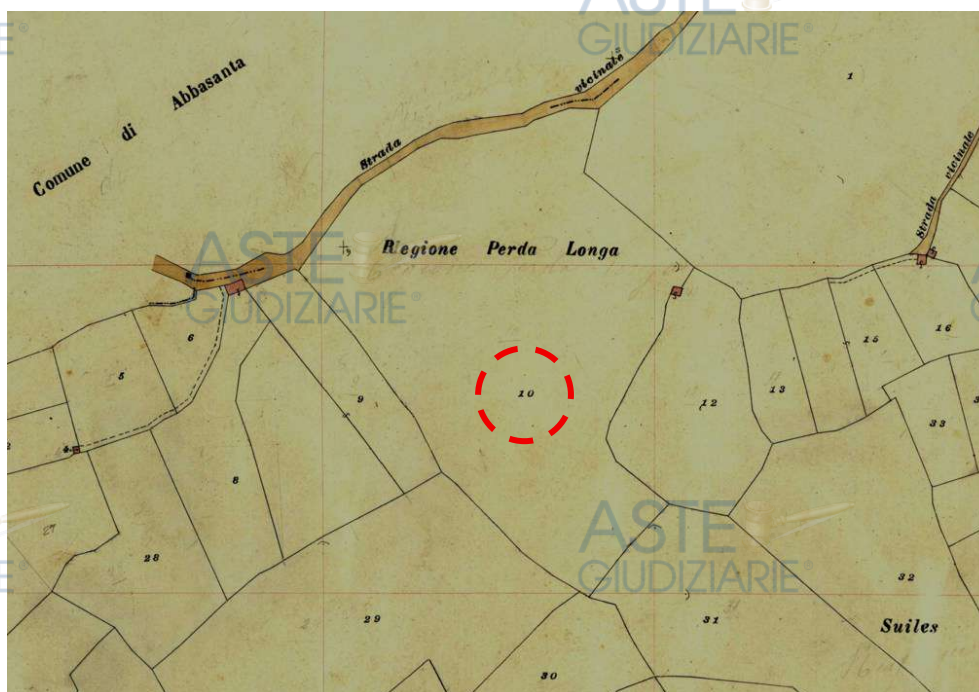 ASTE
GIUDIZIARIE®
Comune di Abbasanta
Strada vicinale
1
Strada vicinale
Regione Perda Longa
ASTE
GIUDIZIARIE®
6
5
15
16
9
10
12
13
33
8
27
28
ASTE
GIUDIZIARIE®
32
29
31
Suiles
30